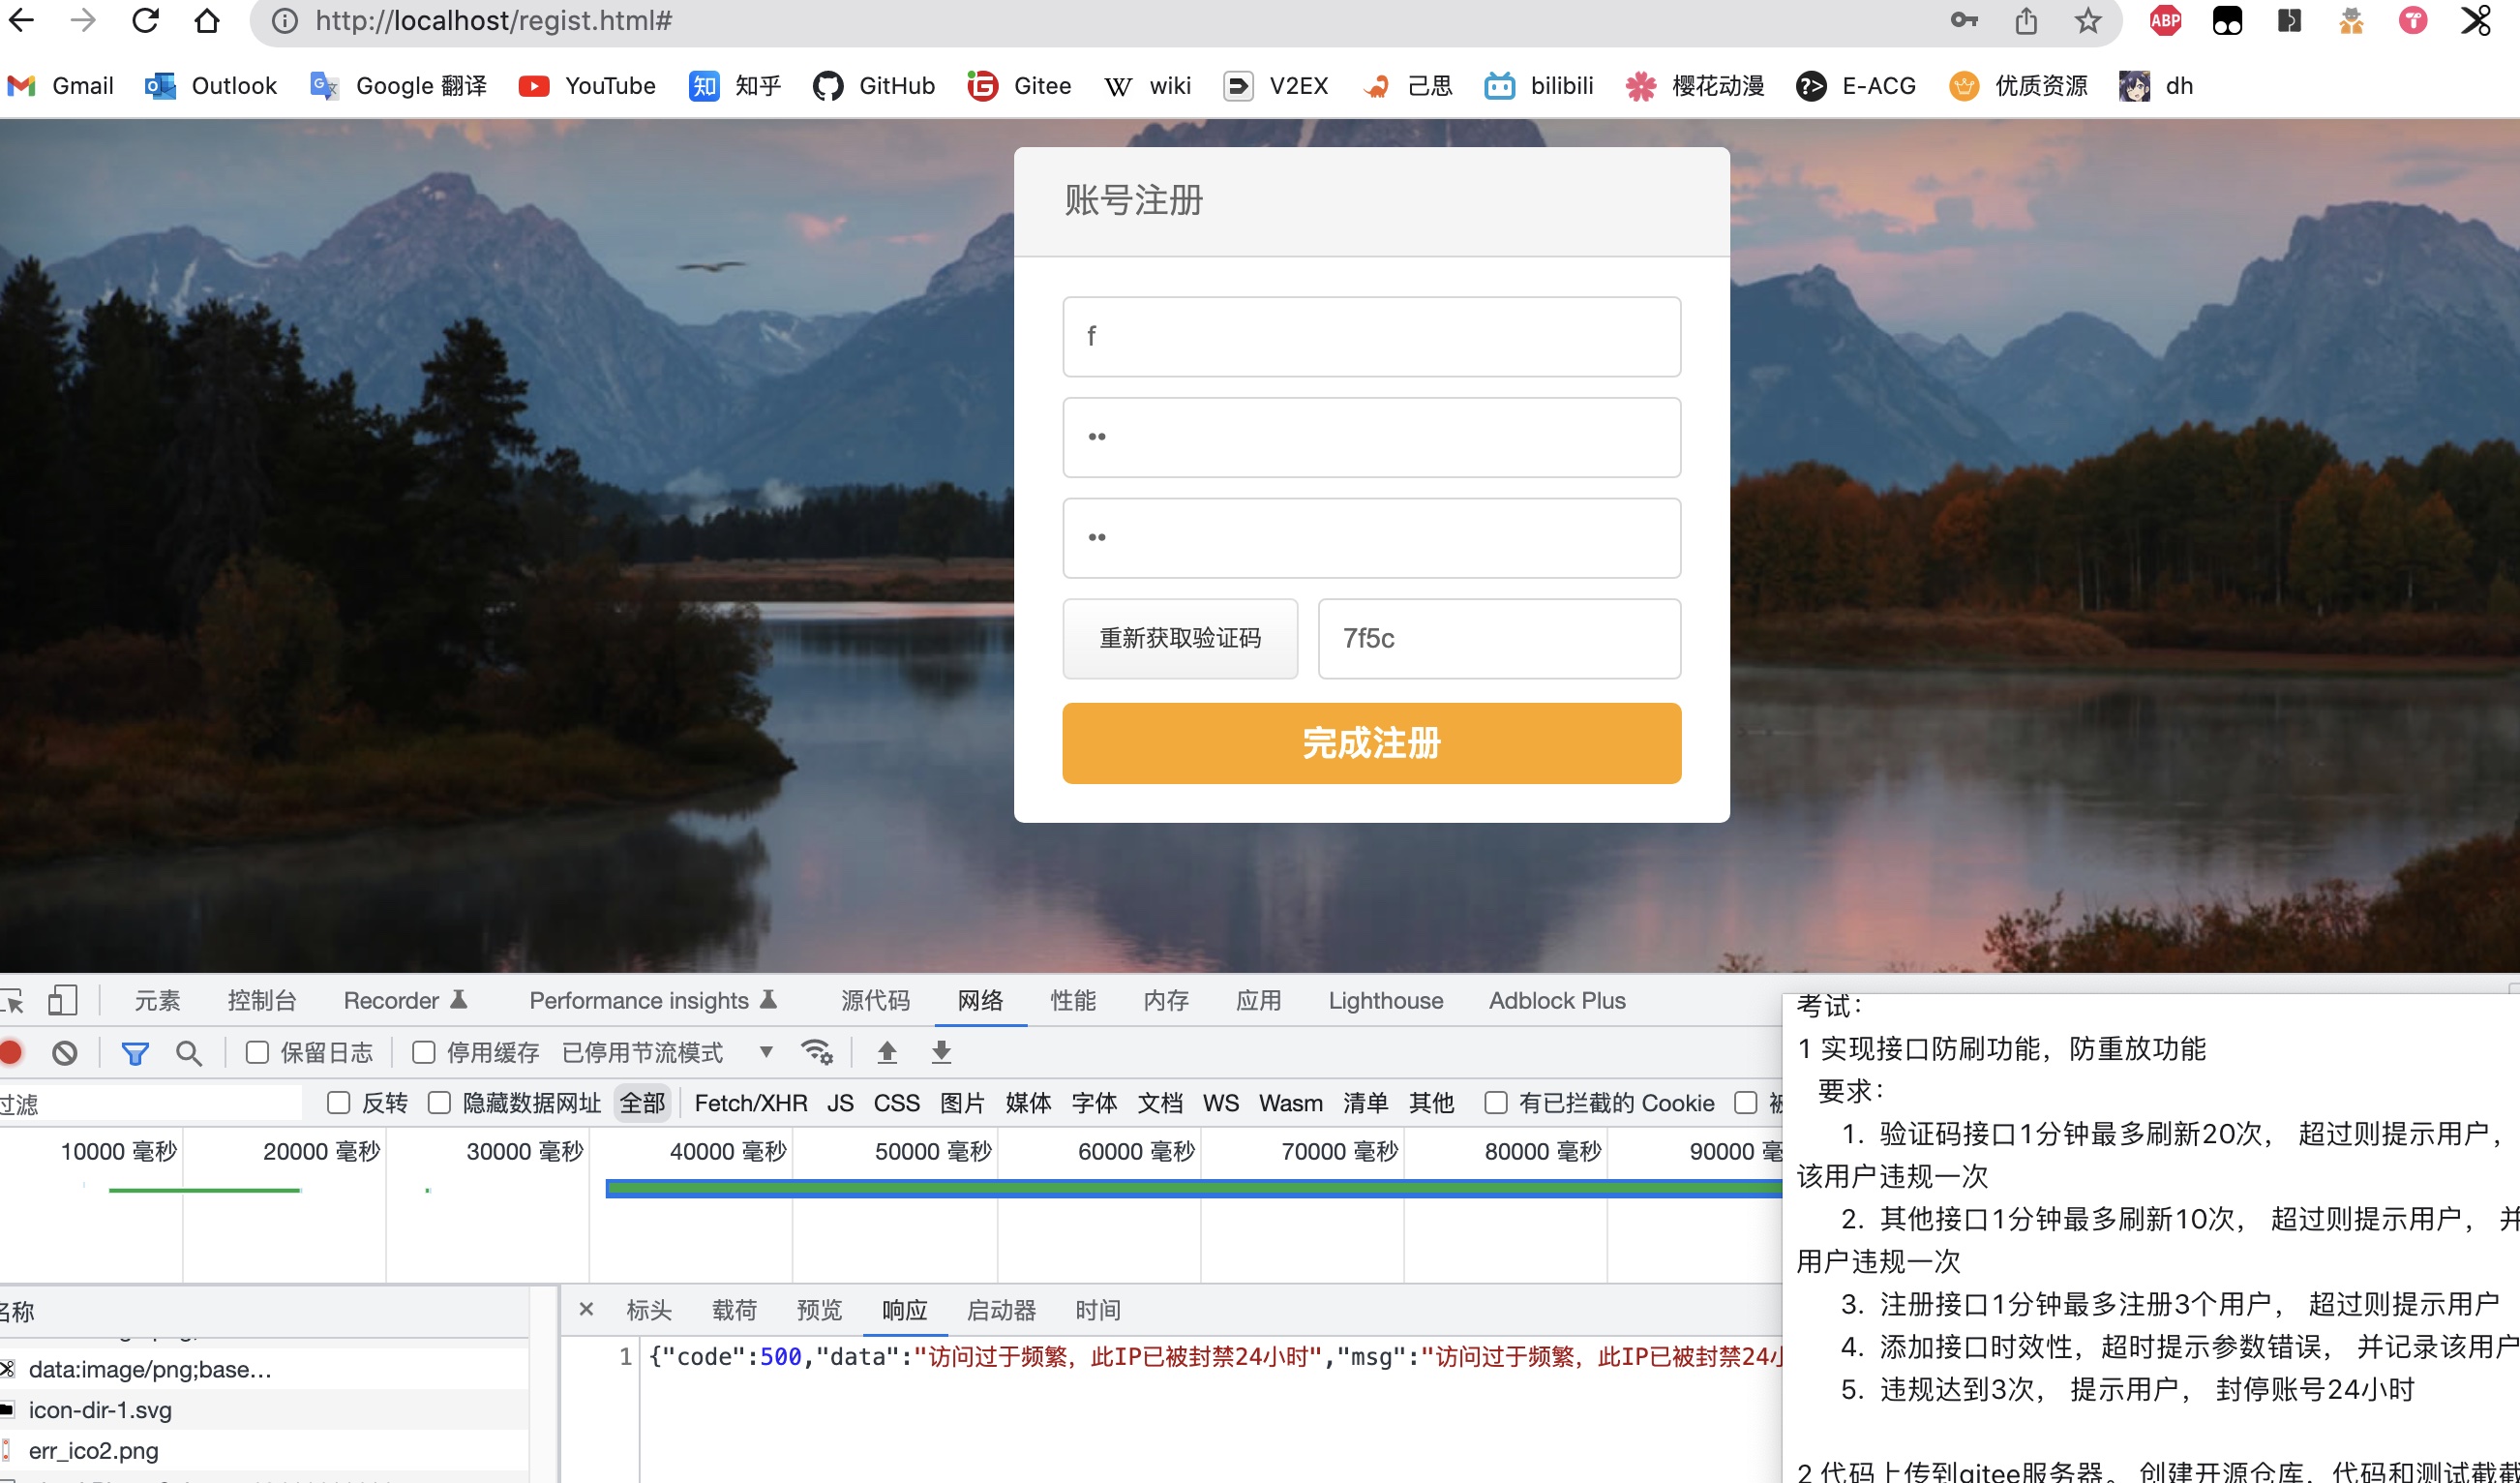 http://localhost/regist.html#
ABP
Gmail Outlook Google 翻译 YouTube 知乎 GitHub Gitee wiki V2EX 己思 bilibili 樱花动漫 E-ACG 优质资源 dh
账号注册
f
••
••
重新获取验证码 7f5c
完成注册
元素 控制台 Recorder Performance insights 源代码 网络 性能 内存 应用 Lighthouse Adblock Plus
保留日志 停用缓存 已停用节流模式
过滤 反转 隐藏数据网址 全部 Fetch/XHR JS CSS 图片 媒体 字体 文档 WS Wasm 清单 其他 有已拦截的 Cookie 被
10000 毫秒 20000 毫秒 30000 毫秒 40000 毫秒 50000 毫秒 60000 毫秒 70000 毫秒 80000 毫秒 90000 毫
名称
data:image/png;base…
icon-dir-1.svg
err_ico2.png
× 标头 载荷 预览 响应 启动器 时间
1 {"code":500,"data":"访问过于频繁，此IP已被封禁24小时","msg":"访问过于频繁，此IP已被封禁24小
考试：
1 实现接口防刷功能，防重放功能
要求：
1. 验证码接口1分钟最多刷新20次， 超过则提示用户，
该用户违规一次
2. 其他接口1分钟最多刷新10次， 超过则提示用户， 并
用户违规一次
3. 注册接口1分钟最多注册3个用户， 超过则提示用户
4. 添加接口时效性，超时提示参数错误， 并记录该用户
5. 违规达到3次， 提示用户， 封停账号24小时
2 代码上传到gitee服务器。 创建开源仓库，代码和测试截